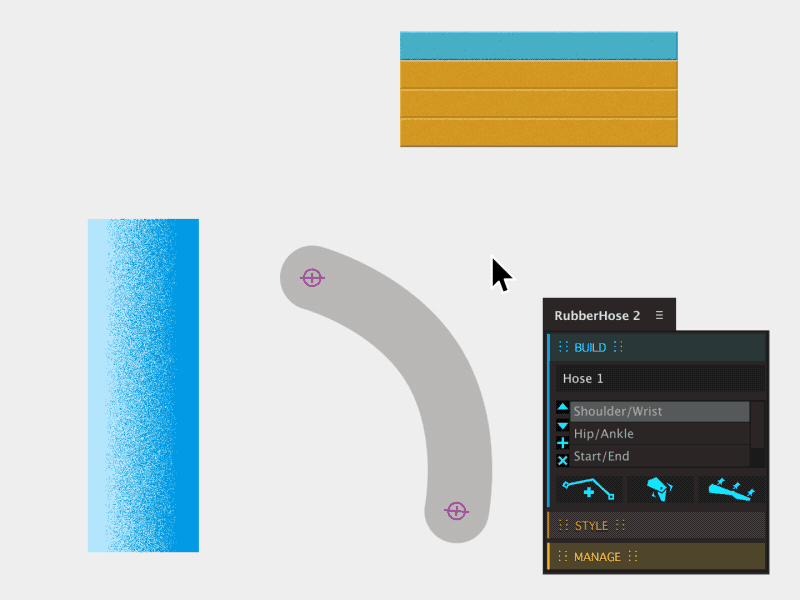 RubberHose 2
BUILD
Hose 1
Shoulder/Wrist
Hip/Ankle
Start/End
STYLE
MANAGE